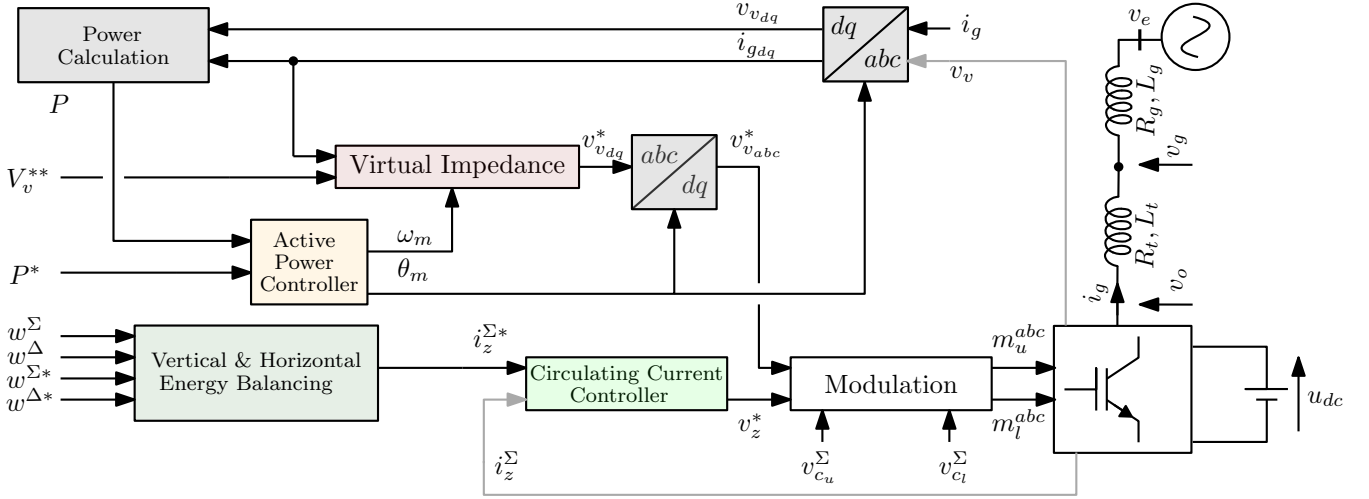 Power
Calculation
v_{v_{dq}}
i_{g_{dq}}
dq
abc
i_g
v_v
v_e
R_g, L_g
v_g
P
V_v^{**}
Virtual Impedance
v^*_{v_{dq}}
abc
dq
v^*_{v_{abc}}
P^*
Active
Power
Controller
ω_m
θ_m
R_t, L_t
i_g
v_o
w^Σ
w^Δ
w^{Σ*}
w^{Δ*}
Vertical & Horizontal
Energy Balancing
i_z^{Σ*}
Circulating Current
Controller
i_z^Σ
v_z^*
Modulation
v_{c_u}^Σ
v_{c_l}^Σ
m_u^{abc}
m_l^{abc}
u_{dc}